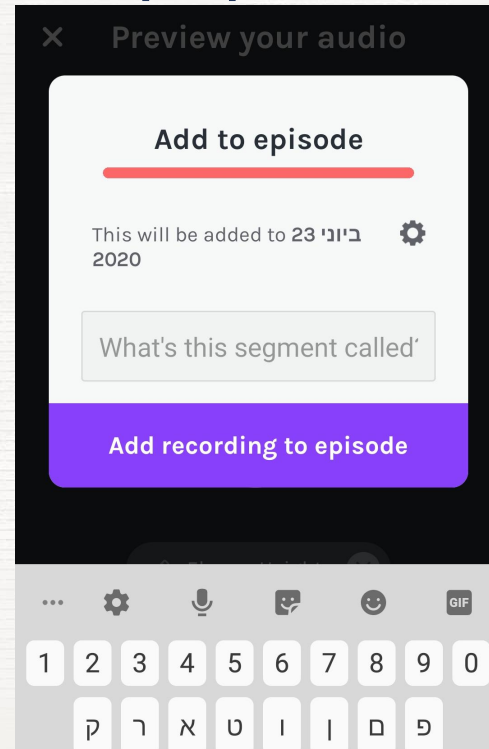 Preview your audio
Add to episode
This will be added to 23 ביוני
2020
What's this segment called?
Add recording to episode
GIF
1 2 3 4 5 6 7 8 9 0
ק ר א ט ו ן ם פ